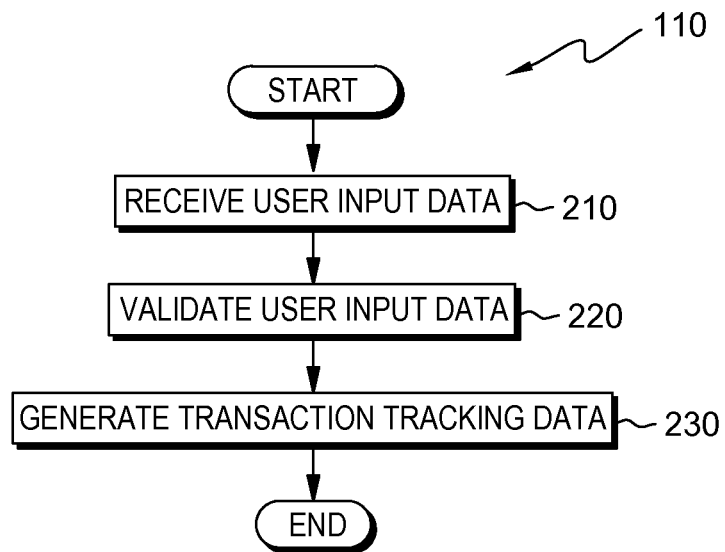 110
START
RECEIVE USER INPUT DATA
210
VALIDATE USER INPUT DATA
220
GENERATE TRANSACTION TRACKING DATA
230
END